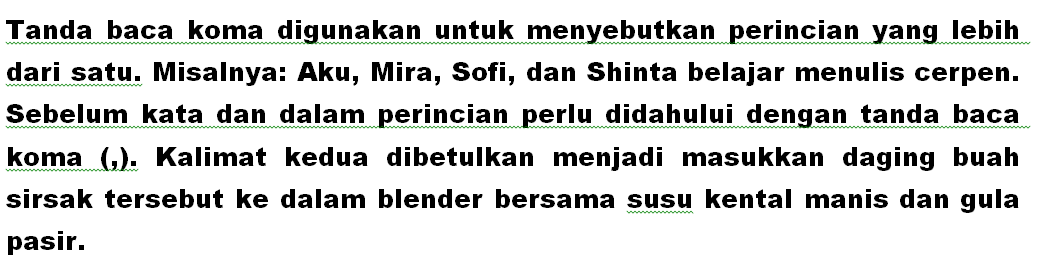 Tanda baca koma digunakan untuk menyebutkan perincian yang lebih
dari satu. Misalnya: Aku, Mira, Sofi, dan Shinta belajar menulis cerpen.
Sebelum kata dan dalam perincian perlu didahului dengan tanda baca
koma (,). Kalimat kedua dibetulkan menjadi masukkan daging buah
sirsak tersebut ke dalam blender bersama susu kental manis dan gula
pasir.